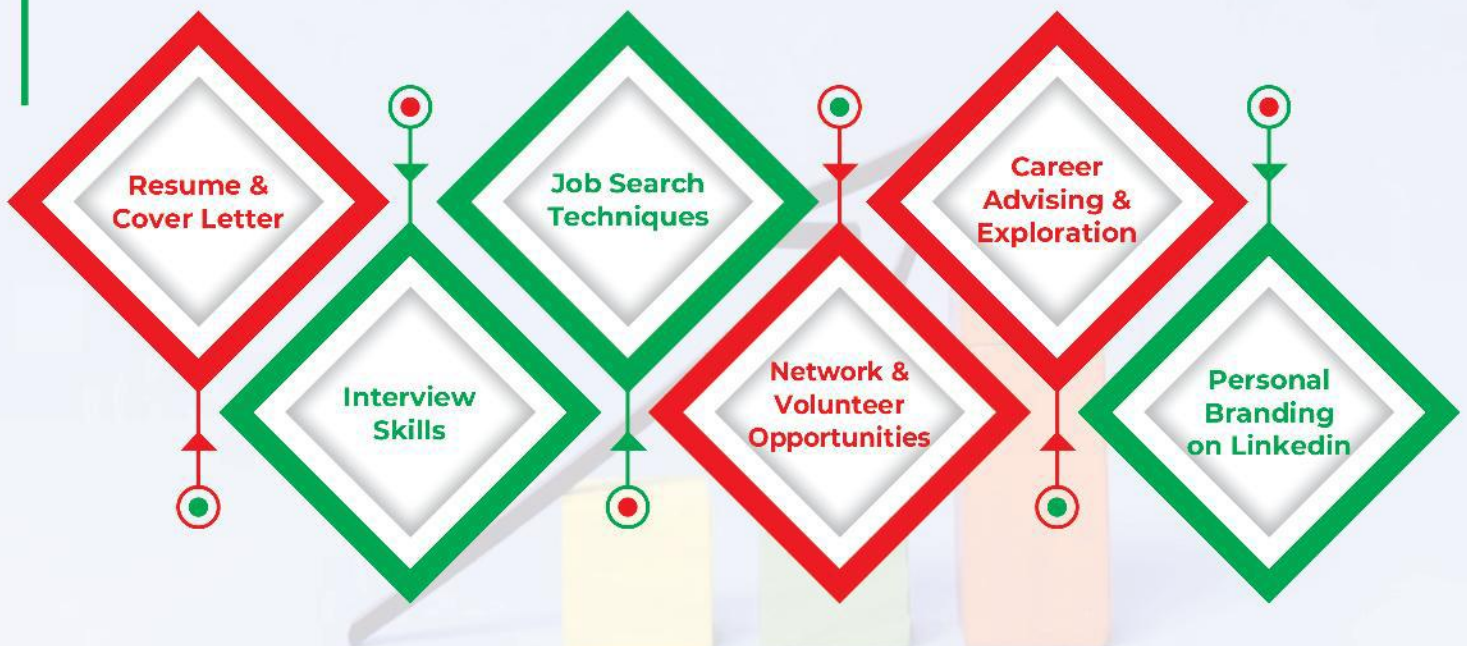 Resume &
Cover Letter
Interview
Skills
Job Search
Techniques
Network &
Volunteer
Opportunities
Career
Advising &
Exploration
Personal
Branding
on Linkedin